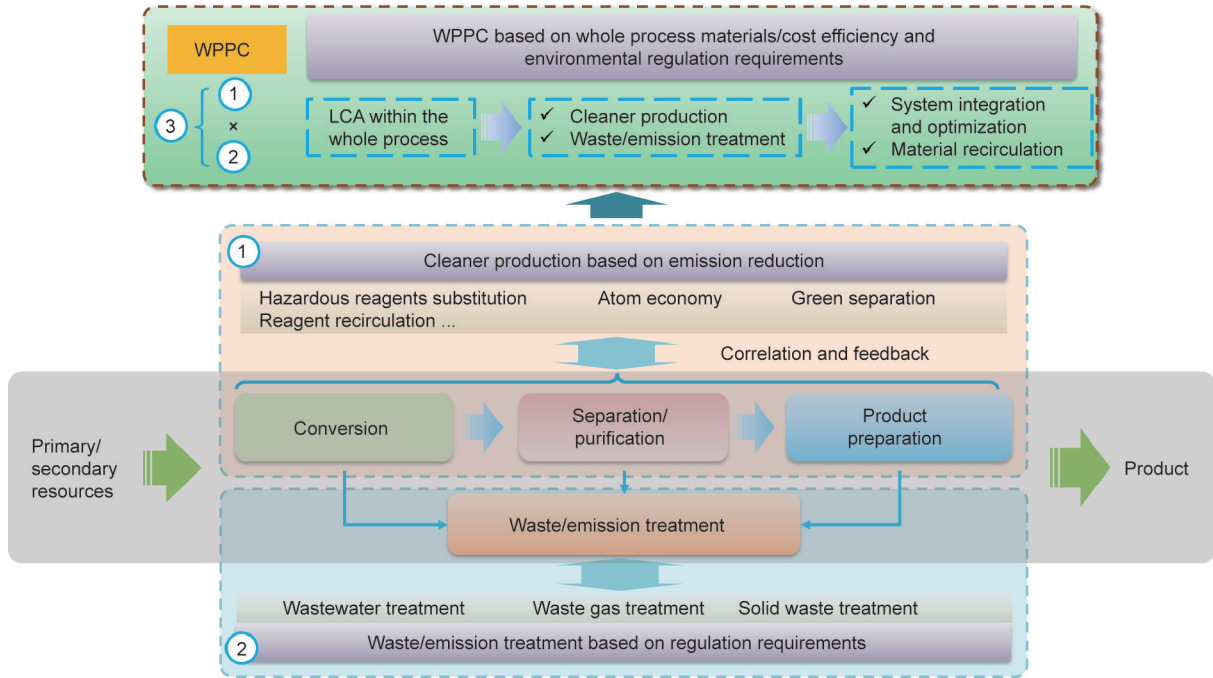 WPPC
WPPC based on whole process materials/cost efficiency and
environmental regulation requirements
1
×
2
3
LCA within the
whole process
✓ Cleaner production
✓ Waste/emission treatment
✓ System integration
and optimization
✓ Material recirculation
1
Cleaner production based on emission reduction
Hazardous reagents substitution
Reagent recirculation ...
Atom economy
Green separation
Correlation and feedback
Primary/
secondary
resources
Conversion
Separation/
purification
Product
preparation
Product
Waste/emission treatment
Wastewater treatment
Waste gas treatment
Solid waste treatment
2
Waste/emission treatment based on regulation requirements